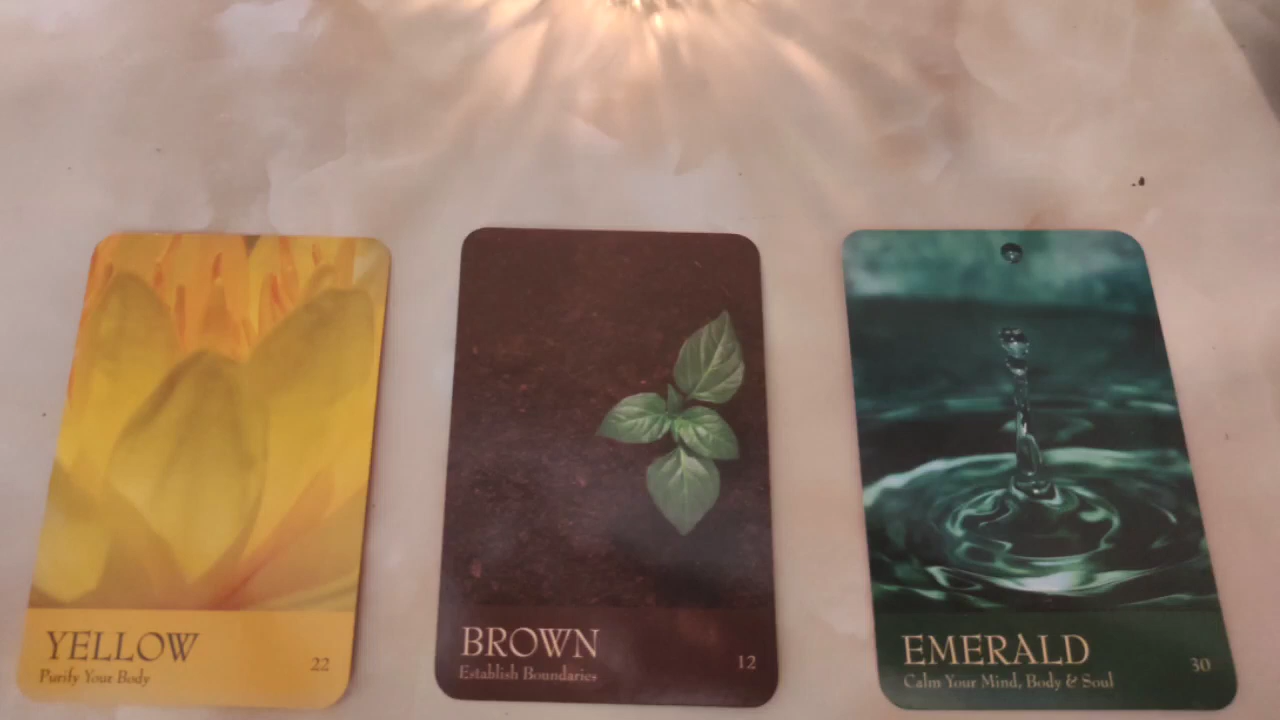 YELLOW
Purify Your Body
22
BROWN
Establish Boundaries
12
EMERALD
Calm Your Mind, Body & Soul
30